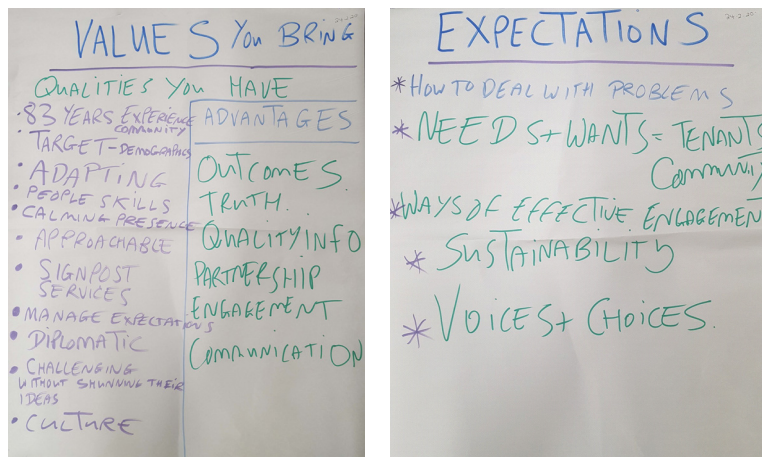 VALUES YOU BRING
QUALITIES YOU HAVE
• 83 YEARS EXPERIENCE
COMMUNITY
• TARGET - DEMOGRAPHICS
• ADAPTING
• PEOPLE SKILLS
• CALMING PRESENCE
• APPROACHABLE
• SIGNPOST
SERVICES
• MANAGE EXPECTATIONS
• DIPLOMATIC
• CHALLENGING
WITHOUT SHUNNING THEIR
IDEAS
• CULTURE
ADVANTAGES
OUTCOMES.
TRUTH.
QUALITY INFO
PARTNERSHIP
ENGAGEMENT
COMMUNICATION
EXPECTATIONS
* HOW TO DEAL WITH PROBLEMS
* NEEDS + WANTS = TENANTS
COMMUNI
* WAYS OF EFFECTIVE ENGAGEMEN
* SUSTAINABILITY
* VOICES + CHOICES.